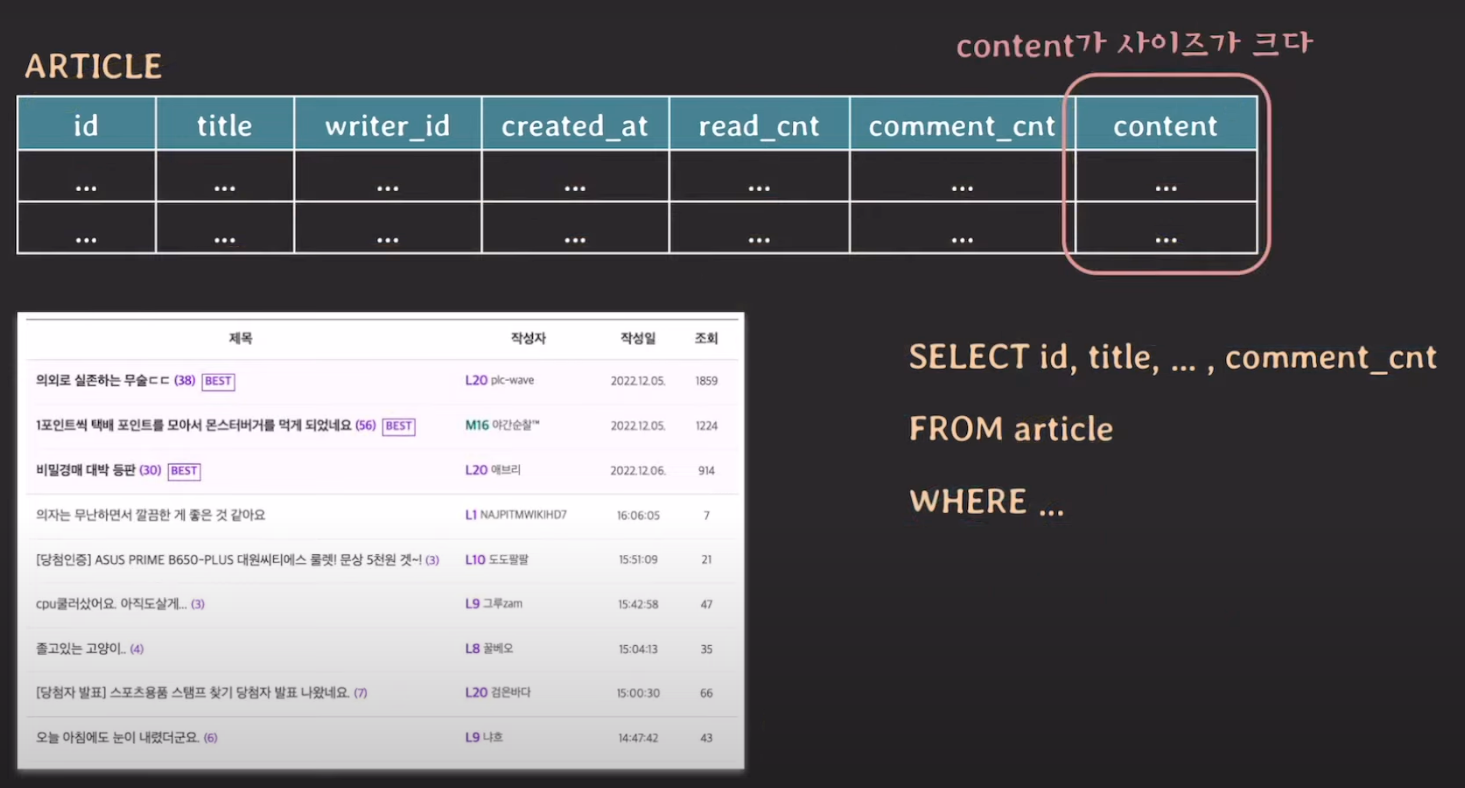 content가 사이즈가 크다
ARTICLE
id title writer_id created_at read_cnt comment_cnt content
... ... ... ... ... ... ...
... ... ... ... ... ... ...
제목 작성자 작성일 조회
의외로 실존하는 무술ㄷㄷ (38) BEST L20 plc-wave 2022.12.05. 1859
1포인트씩 택배 포인트를 모아서 몬스터버거를 먹게 되었네요 (56) BEST M16 야간순찰™ 2022.12.05. 1224
비밀경매 대박 등판 (30) BEST L20 애브리 2022.12.06. 914
의자는 무난하면서 깔끔한 게 좋은 것 같아요 L1 NAJPITMWIKIHD7 16:06:05 7
[당첨인증] ASUS PRIME B650-PLUS 대원씨티에스 룰렛! 문상 5천원 겟~! (3) L10 도도팔팔 15:51:09 21
cpu쿨러샀어요. 아직도살게... (3) L9 그루zam 15:42:58 47
졸고있는 고양이.. (4) L8 꿀베오 15:04:13 35
[당첨자 발표] 스포츠용품 스탬프 찾기 당첨자 발표 나왔네요. (7) L20 검은바다 15:00:30 66
오늘 아침에도 눈이 내렸더군요. (6) L9 냐흐 14:47:42 43
SELECT id, title, ... , comment_cnt
FROM article
WHERE ...